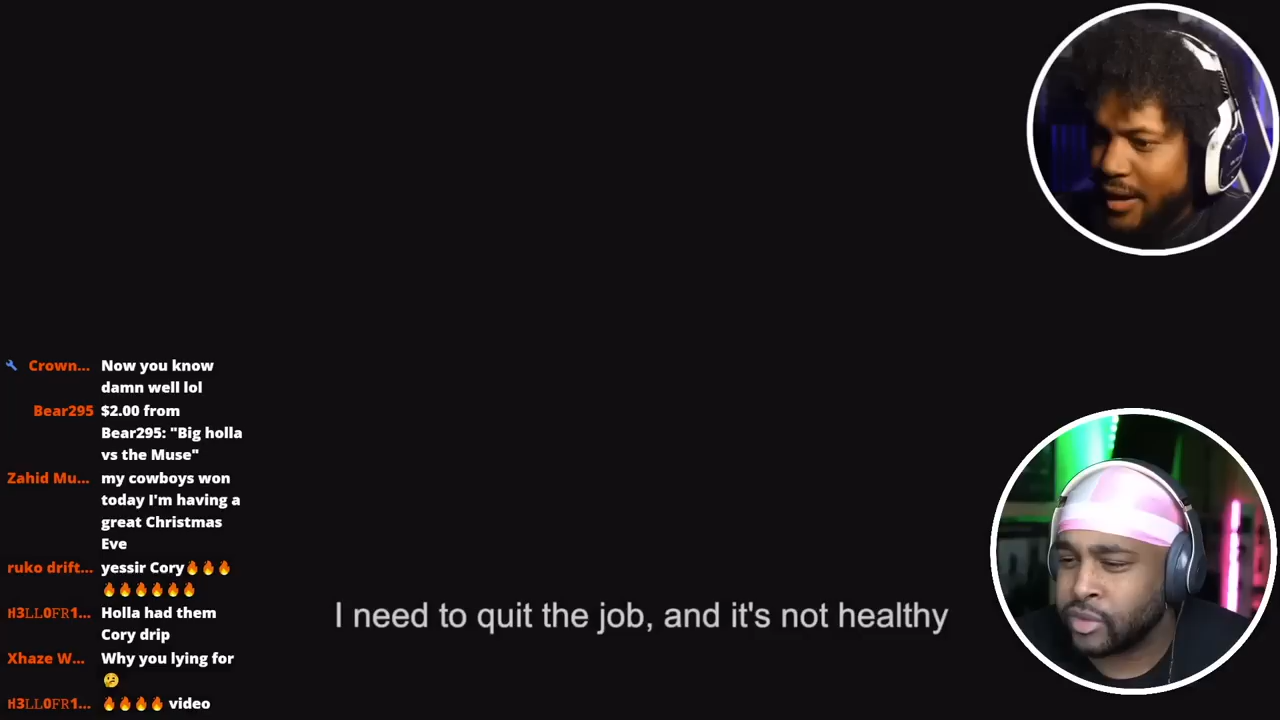 Crown... Now you know
damn well lol
Bear295 $2.00 from
Bear295: "Big holla
vs the Muse"
Zahid Mu... my cowboys won
today I'm having a
great Christmas
Eve
ruko drift... yessir Cory🔥🔥🔥
🔥🔥🔥🔥🔥🔥
H3LL0FR1... Holla had them
Cory drip
Xhaze W... Why you lying for
🤥
H3LL0FR1... 🔥🔥🔥🔥 video
I need to quit the job, and it's not healthy